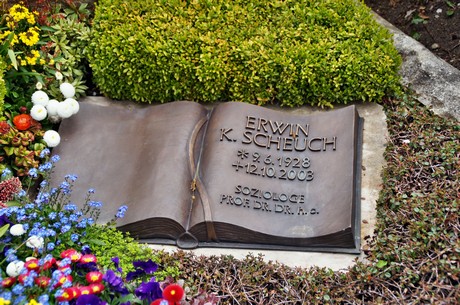 ERWIN
K. SCHEUCH
*9.6.1928
+12.10.2003
SOZIOLOGE
PROF. DR. DR. H.C.